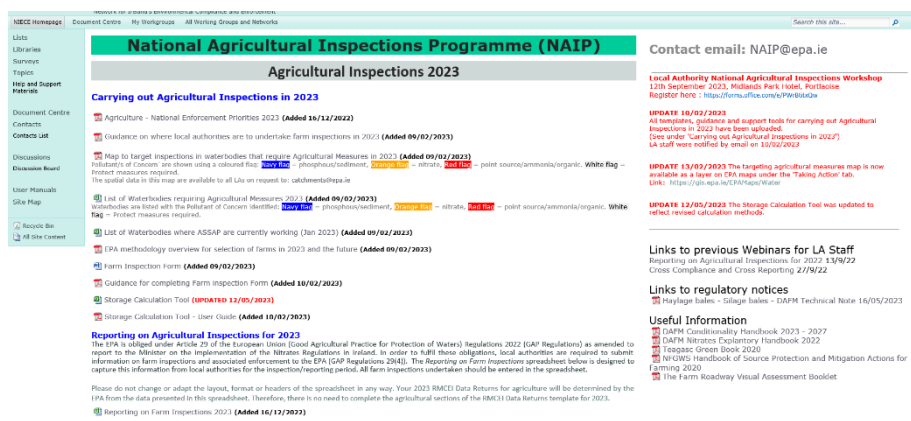 Network for Ireland's Environmental Compliance and Enforcement
NIECE Homepage Document Centre My Workgroups All Working Groups and Networks
Search this site...
Lists
Libraries
Surveys
Topics
Help and Support
Materials
Document Centre
Contacts
Contacts List
Discussions
Discussion Board
User Manuals
Site Map
Recycle Bin
All Site Content
National Agricultural Inspections Programme (NAIP)
Agricultural Inspections 2023
Carrying out Agricultural Inspections in 2023
Agriculture - National Enforcement Priorities 2023 (Added 16/12/2022)
Guidance on where local authorities are to undertake farm inspections in 2023 (Added 09/02/2023)
Map to target inspections in waterbodies that require Agricultural Measures in 2023 (Added 09/02/2023)
Pollutant/s of Concern' are shown using a coloured flag: Navy flag – phosphous/sediment, Orange flag – nitrate, Red flag – point source/ammonia/organic. White flag –
Protect measures required.
The spatial data in this map are available to all LAs on request to: catchments@epa.ie
List of Waterbodies requiring Agricultural Measures 2023 (Added 09/02/2023)
Waterbodies are listed with the Pollutant of Concern identified: Navy flag – phosphous/sediment, Orange flag – nitrate, Red flag – point source/ammonia/organic. White
flag – Protect measures required.
List of Waterbodies where ASSAP are currently working (Jan 2023) (Added 09/02/2023)
EPA methodology overview for selection of farms in 2023 and the future (Added 09/02/2023)
Farm Inspection Form (Added 09/02/2023)
Guidance for completing Farm Inspection Form (Added 10/02/2023)
Storage Calculation Tool (UPDATED 12/05/2023)
Storage Calculation Tool - User Guide (Added 10/02/2023)
Reporting on Agricultural Inspections for 2023
The EPA is obliged under Article 29 of the European Union (Good Agricultural Practice for Protection of Waters) Regulations 2022 (GAP Regulations) as amended to
report to the Minister on the implementation of the Nitrates Regulations in Ireland. In order to fulfil these obligations, local authorities are required to submit
information on farm inspections and associated enforcement to the EPA (GAP Regulations 29(4)). The Reporting on Farm Inspections spreadsheet below is designed to
capture this information from local authorities for the inspection/reporting period. All farm inspections undertaken should be entered in the spreadsheet.
Please do not change or adapt the layout, format or headers of the spreadsheet in any way. Your 2023 RMCEI Data Returns for agriculture will be determined by the
EPA from the data presented in this spreadsheet. Therefore, there is no need to complete the agricultural sections of the RMCEI Data Returns template for 2023.
Reporting on Farm Inspections 2023 (Added 16/12/2022)
Contact email: NAIP@epa.ie
Local Authority National Agricultural Inspections Workshop
12th September 2023, Midlands Park Hotel, Portlaoise
Register here :
UPDATE 10/02/2023
All templates, guidance and support tools for carrying out Agricultural
Inspections in 2023 have been uploaded.
(See under 'Carrying out Agricultural Inspections in 2023')
LA staff were notified by email on 10/02/2023
UPDATE 13/02/2023 The targeting agricultural measures map is now
available as a layer on EPA maps under the 'Taking Action' tab.
Link: https://gis.epa.ie/EPAMaps/Water
UPDATE 12/05/2023 The Storage Calculation Tool was updated to
reflect revised calculation methods.
Links to previous Webinars for LA Staff
Reporting on Agricultural Inspections for 2022 13/9/22
Cross Compliance and Cross Reporting 27/9/22
Links to regulatory notices
Haylage bales - Silage bales - DAFM Technical Note 16/05/2023
Useful Information
DAFM Conditionality Handbook 2023 - 2027
DAFM Nitrates Explantory Handbook 2022
Teagasc Green Book 2020
NFGWS Handbook of Source Protection and Mitigation Actions for
Farming 2020
The Farm Roadway Visual Assessment Booklet